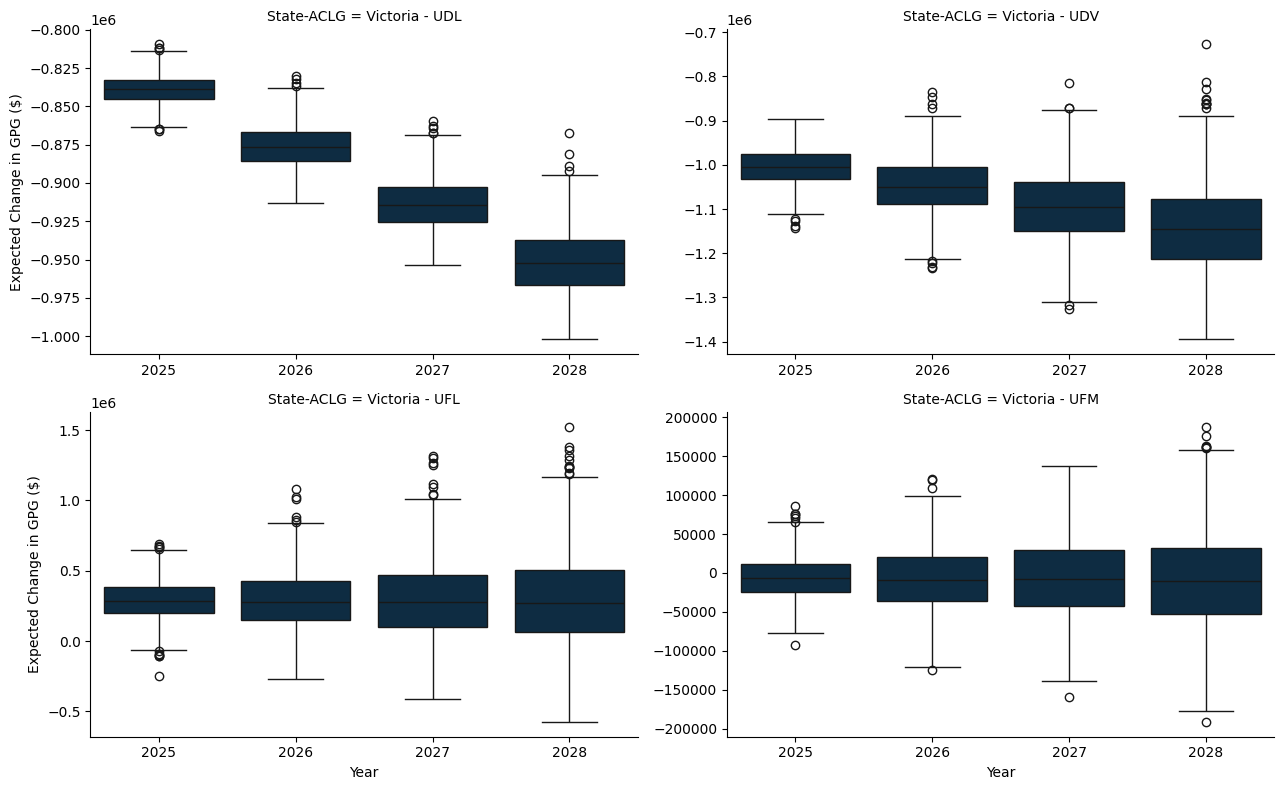 State-ACLG = Victoria - UDL
1e6
−0.800
−0.825
−0.850
−0.875
−0.900
−0.925
−0.950
−0.975
−1.000
Expected Change in GPG ($)
2025 2026 2027 2028
State-ACLG = Victoria - UDV
1e6
−0.7
−0.8
−0.9
−1.0
−1.1
−1.2
−1.3
−1.4
2025 2026 2027 2028
State-ACLG = Victoria - UFL
1e6
1.5
1.0
0.5
0.0
−0.5
Expected Change in GPG ($)
2025 2026 2027 2028
Year
State-ACLG = Victoria - UFM
200000
150000
100000
50000
0
−50000
−100000
−150000
−200000
2025 2026 2027 2028
Year